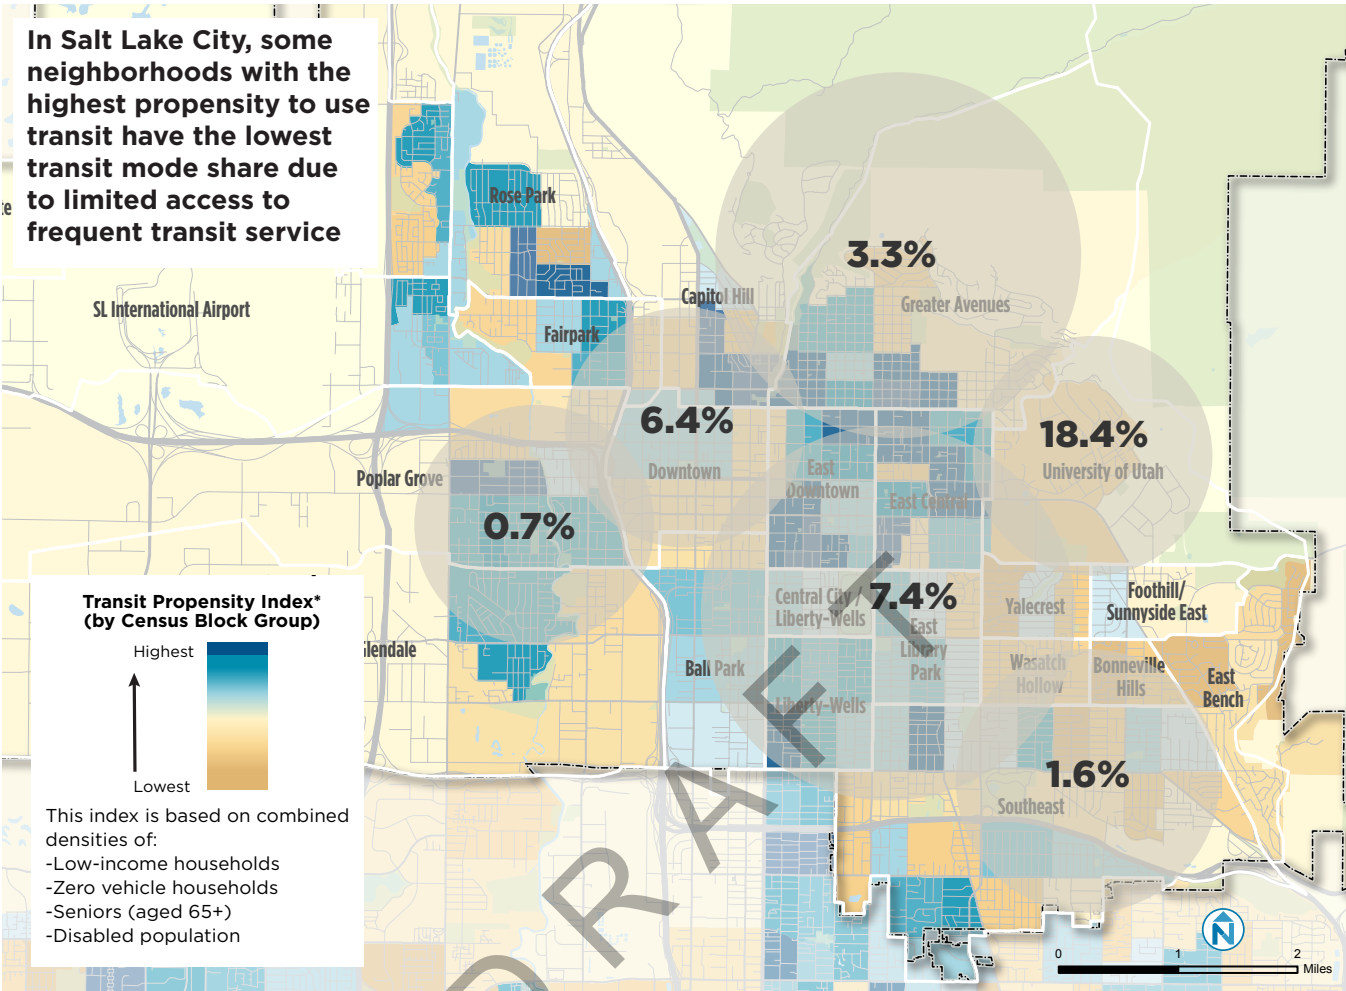 In Salt Lake City, some
neighborhoods with the
highest propensity to use
transit have the lowest
transit mode share due
to limited access to
frequent transit service
Rose Park
SL International Airport
Capitol Hill
3.3%
Greater Avenues
Fairpark
6.4%
Downtown
18.4%
University of Utah
Poplar Grove
0.7%
East
Downtown
East Central
Central City
Liberty-Wells
7.4%
East
Library
Park
Yalecrest
Foothill/
Sunnyside East
Ball Park
Liberty-Wells
Wasatch
Hollow
Bonneville
Hills
East
Bench
1.6%
Southeast
Transit Propensity Index*
(by Census Block Group)
Highest
Lowest
This index is based on combined
densities of:
-Low-income households
-Zero vehicle households
-Seniors (aged 65+)
-Disabled population
DRAFT
N
0 1 2
Miles